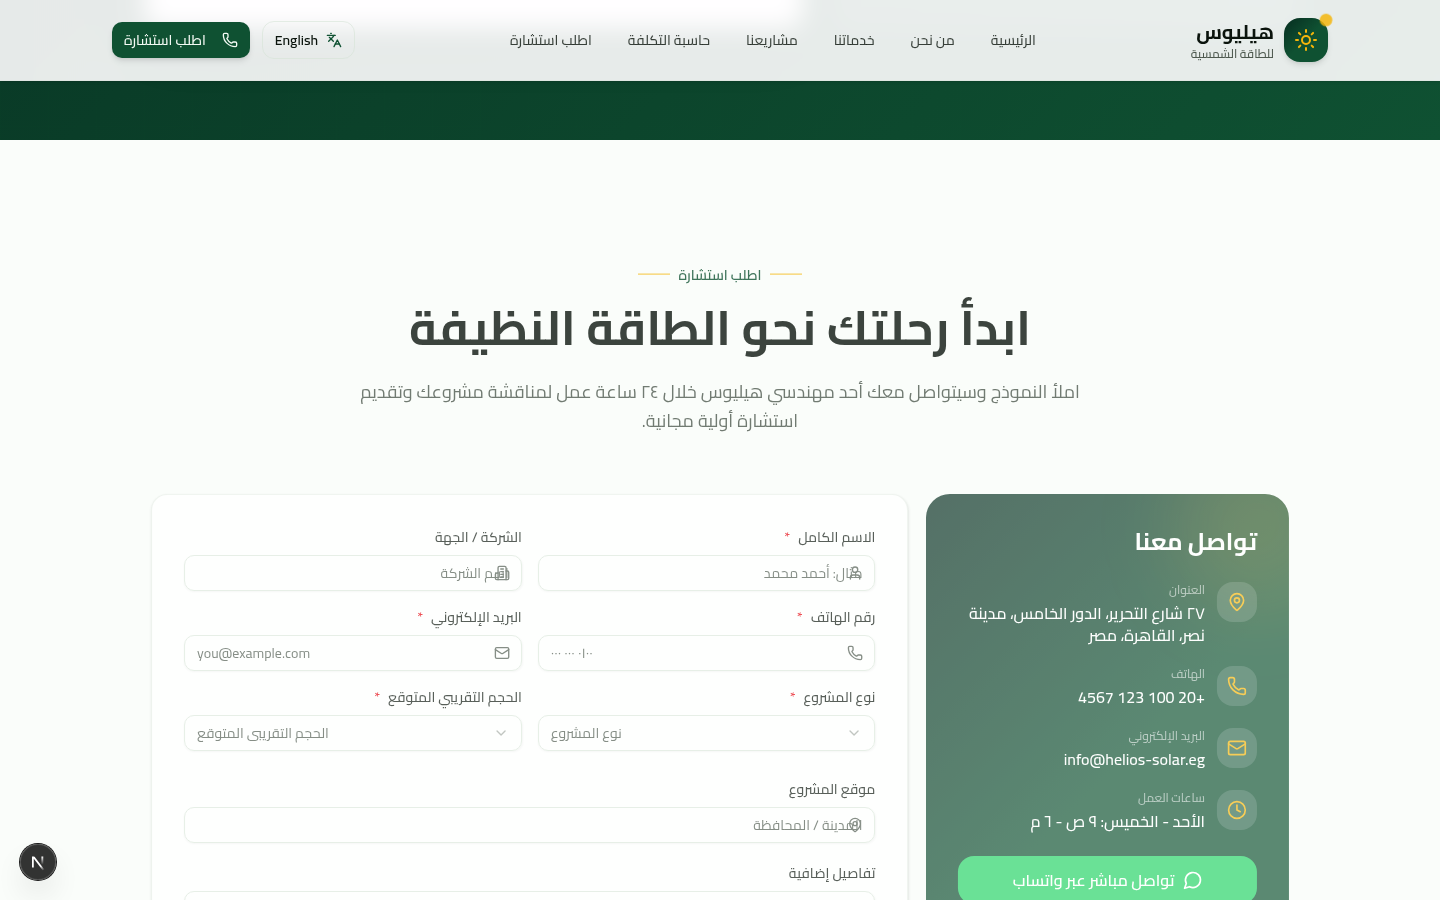 هيليوس
للطاقة الشمسية
الرئيسية
من نحن
خدماتنا
مشاريعنا
حاسبة التكلفة
اطلب استشارة
English
اطلب استشارة
اطلب استشارة
ابدأ رحلتك نحو الطاقة النظيفة
املأ النموذج وسيتواصل معك أحد مهندسي هيليوس خلال ٢٤ ساعة عمل لمناقشة مشروعك وتقديم
استشارة أولية مجانية.
تواصل معنا
العنوان
٢٧ شارع التحرير، الدور الخامس، مدينة
نصر، القاهرة، مصر
الهاتف
+20 100 123 4567
البريد الإلكتروني
info@helios-solar.eg
ساعات العمل
الأحد - الخميس: ٩ ص - ٦ م
تواصل مباشر عبر واتساب
الاسم الكامل *
مثال: أحمد محمد
الشركة / الجهة
اسم الشركة
رقم الهاتف *
٠١٠ ٠٠٠ ٠٠٠
البريد الإلكتروني *
you@example.com
نوع المشروع *
نوع المشروع
الحجم التقريبي المتوقع *
الحجم التقريبي المتوقع
موقع المشروع
المدينة / المحافظة
تفاصيل إضافية